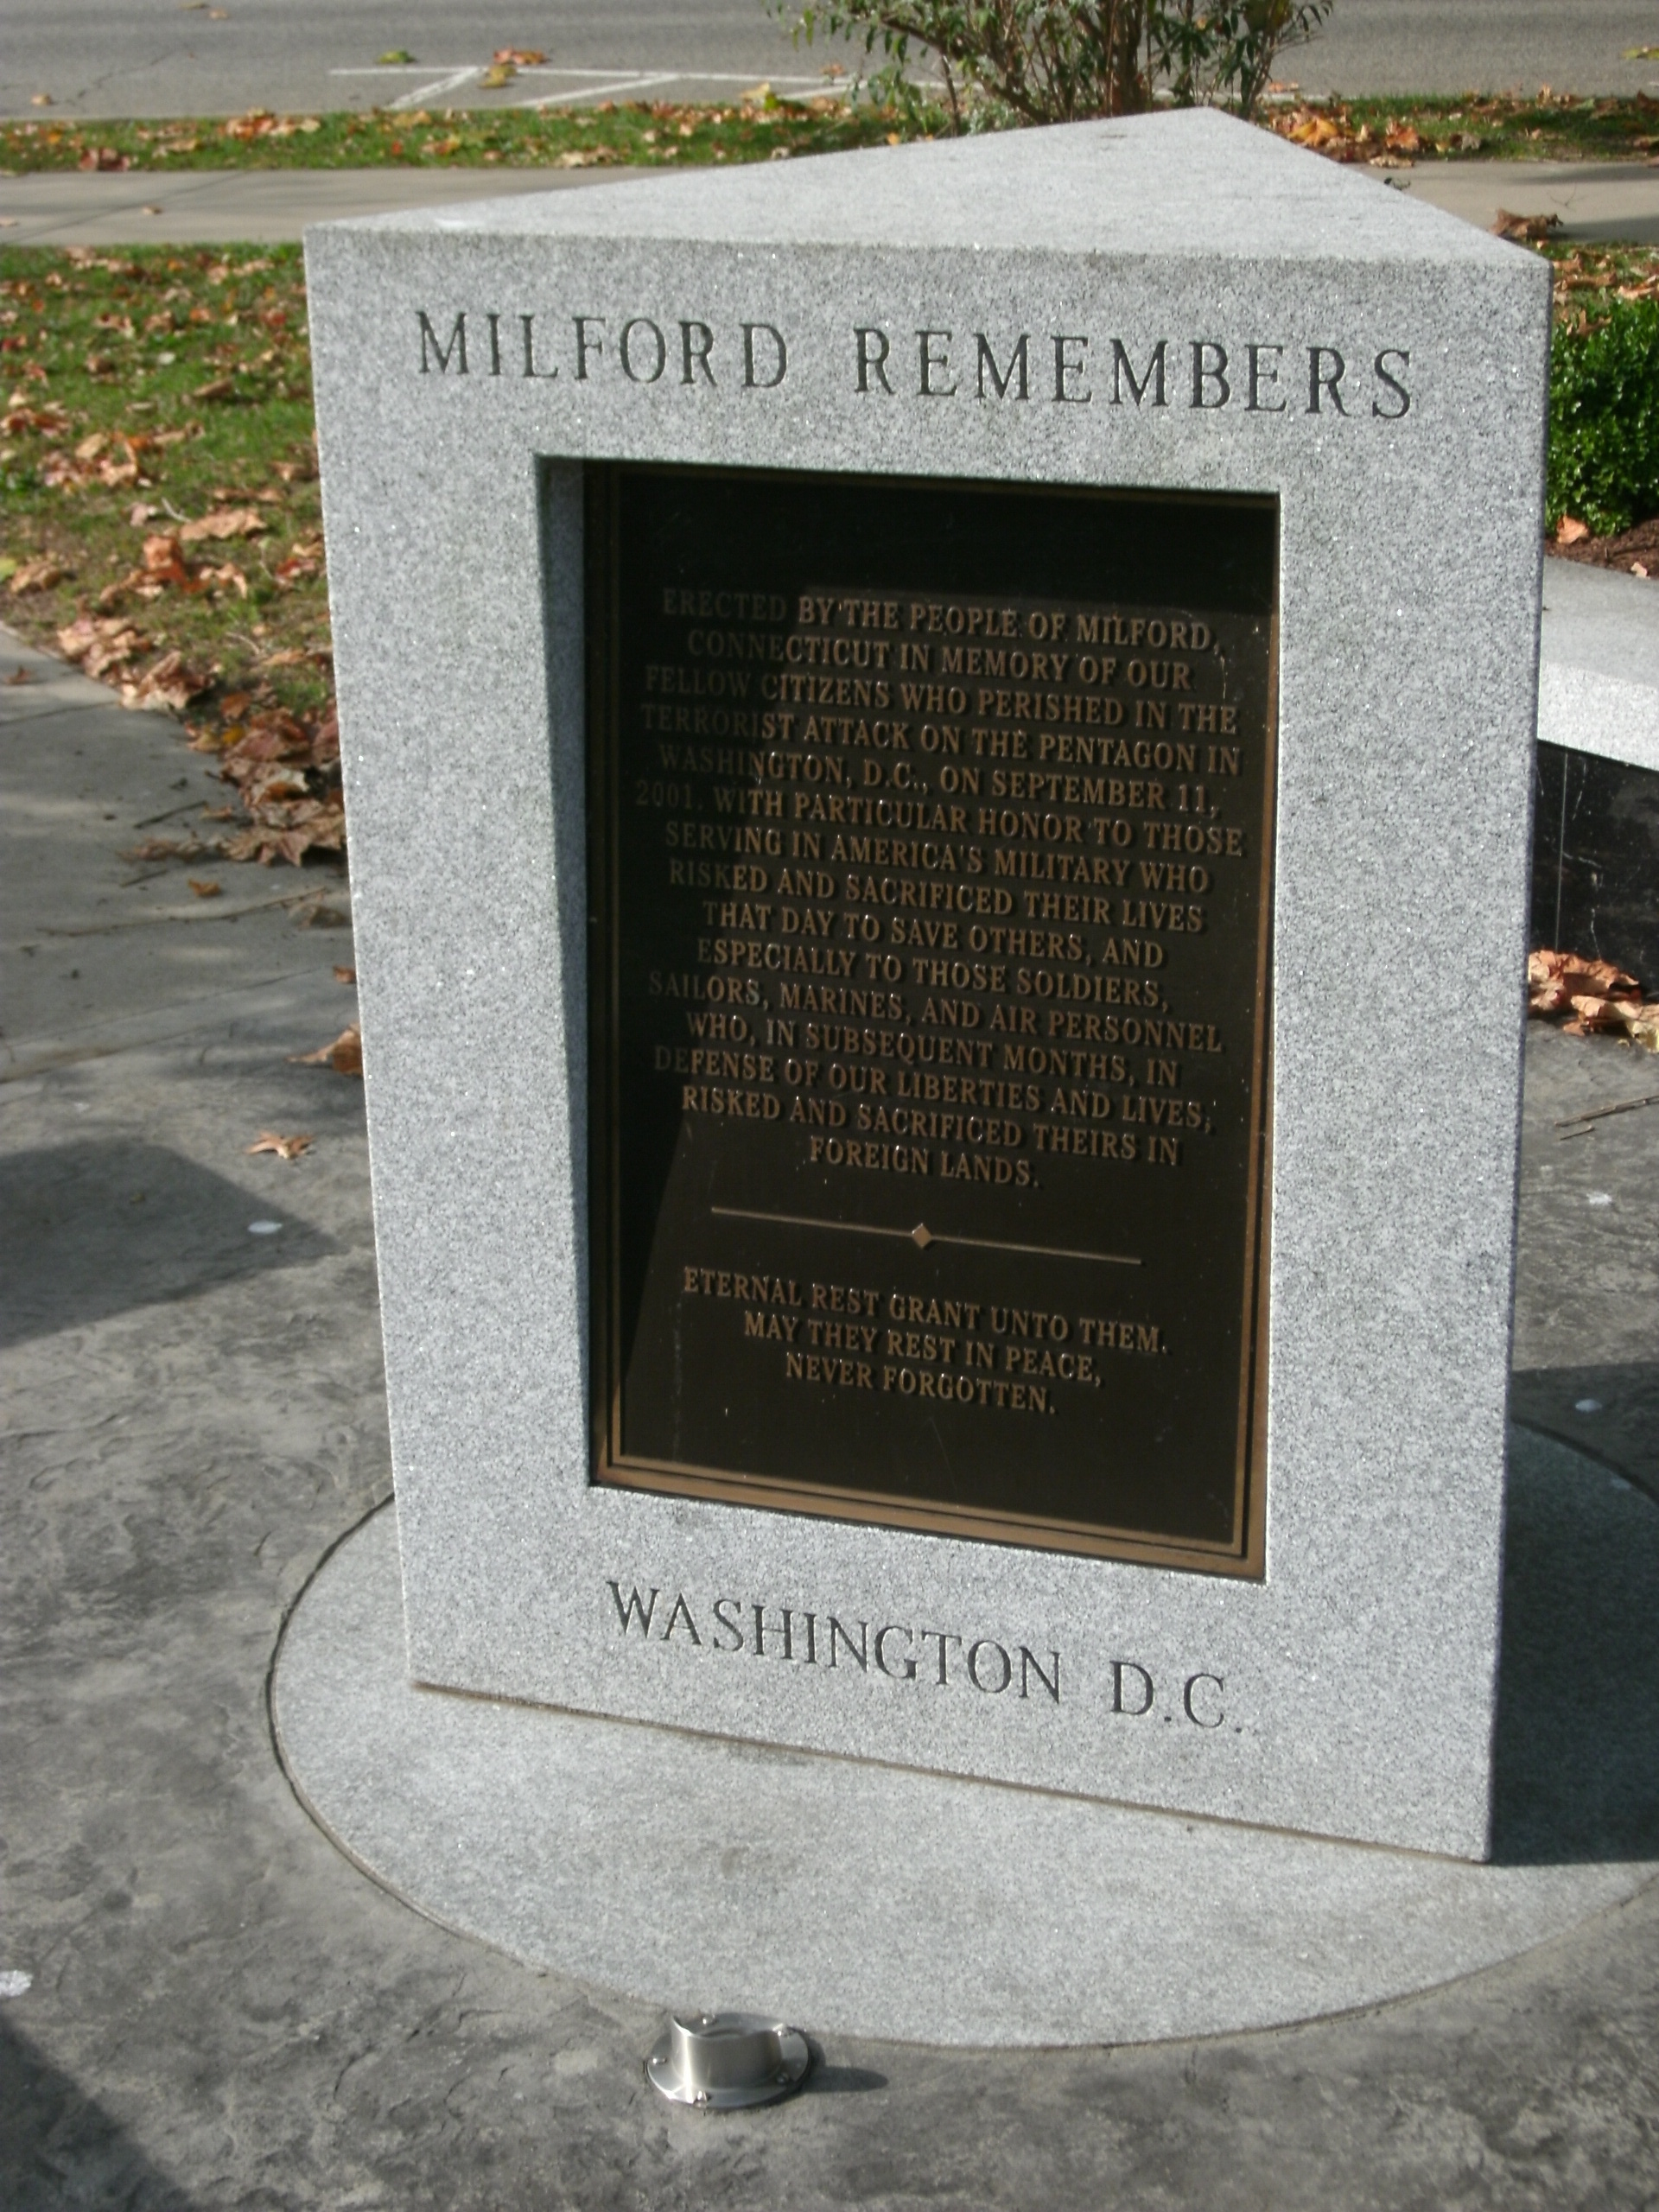 MILFORD REMEMBERS
ERECTED BY THE PEOPLE OF MILFORD,
CONNECTICUT IN MEMORY OF OUR
FELLOW CITIZENS WHO PERISHED IN THE
TERRORIST ATTACK ON THE PENTAGON IN
WASHINGTON, D.C., ON SEPTEMBER 11,
2001. WITH PARTICULAR HONOR TO THOSE
SERVING IN AMERICA'S MILITARY WHO
RISKED AND SACRIFICED THEIR LIVES
THAT DAY TO SAVE OTHERS, AND
ESPECIALLY TO THOSE SOLDIERS,
SAILORS, MARINES, AND AIR PERSONNEL
WHO, IN SUBSEQUENT MONTHS, IN
DEFENSE OF OUR LIBERTIES AND LIVES,
RISKED AND SACRIFICED THEIRS IN
FOREIGN LANDS.
ETERNAL REST GRANT UNTO THEM.
MAY THEY REST IN PEACE,
NEVER FORGOTTEN.
WASHINGTON D.C.